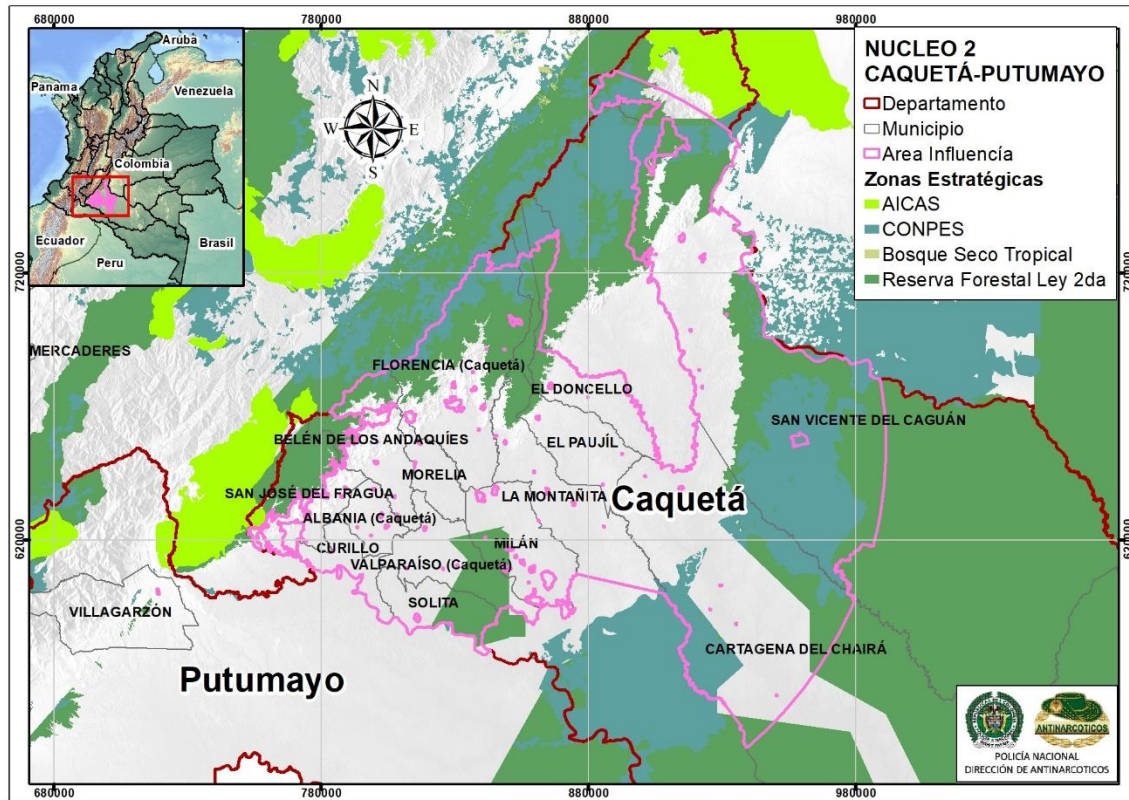 680000
780000
880000
980000
Aruba
Panama
Venezuela
Colombia
Ecuador
Brasil
Peru
N
W
E
S
NUCLEO 2
CAQUETÁ-PUTUMAYO
Departamento
Municipio
Area Influencía
Zonas Estratégicas
AICAS
CONPES
Bosque Seco Tropical
Reserva Forestal Ley 2da
720000
720000
MERCADERES
FLORENCIA (Caquetá)
EL DONCELLO
SAN VICENTE DEL CAGUÁN
BELÉN DE LOS ANDAQUÍES
EL PAUJÍL
MORELIA
SAN JOSÉ DEL FRAGUA
LA MONTAÑITA
Caquetá
ALBANIA (Caquetá)
620000
620000
CURILLO
MILÁN
VALPARAÍSO (Caquetá)
VILLAGARZÓN
SOLITA
CARTAGENA DEL CHAIRÁ
Putumayo
ANTINARCOTICOS
POLICÍA NACIONAL
DIRECCIÓN DE ANTINARCOTICOS
680000
780000
880000
980000